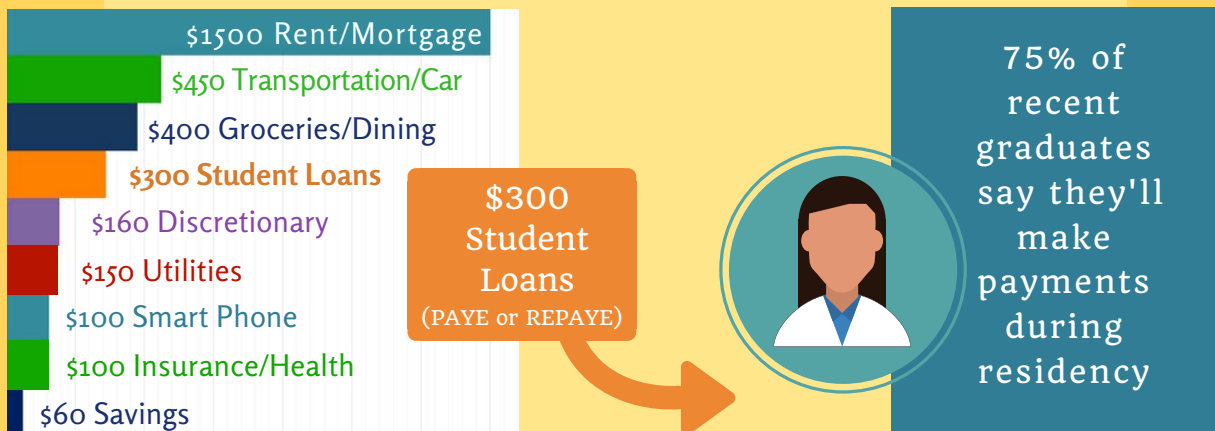 $1500 Rent/Mortgage
$450 Transportation/Car
$400 Groceries/Dining
$300 Student Loans
$160 Discretionary
$150 Utilities
$100 Smart Phone
$100 Insurance/Health
$60 Savings
$300
Student
Loans
(PAYE or REPAYE)
75% of
recent
graduates
say they'll
make
payments
during
residency